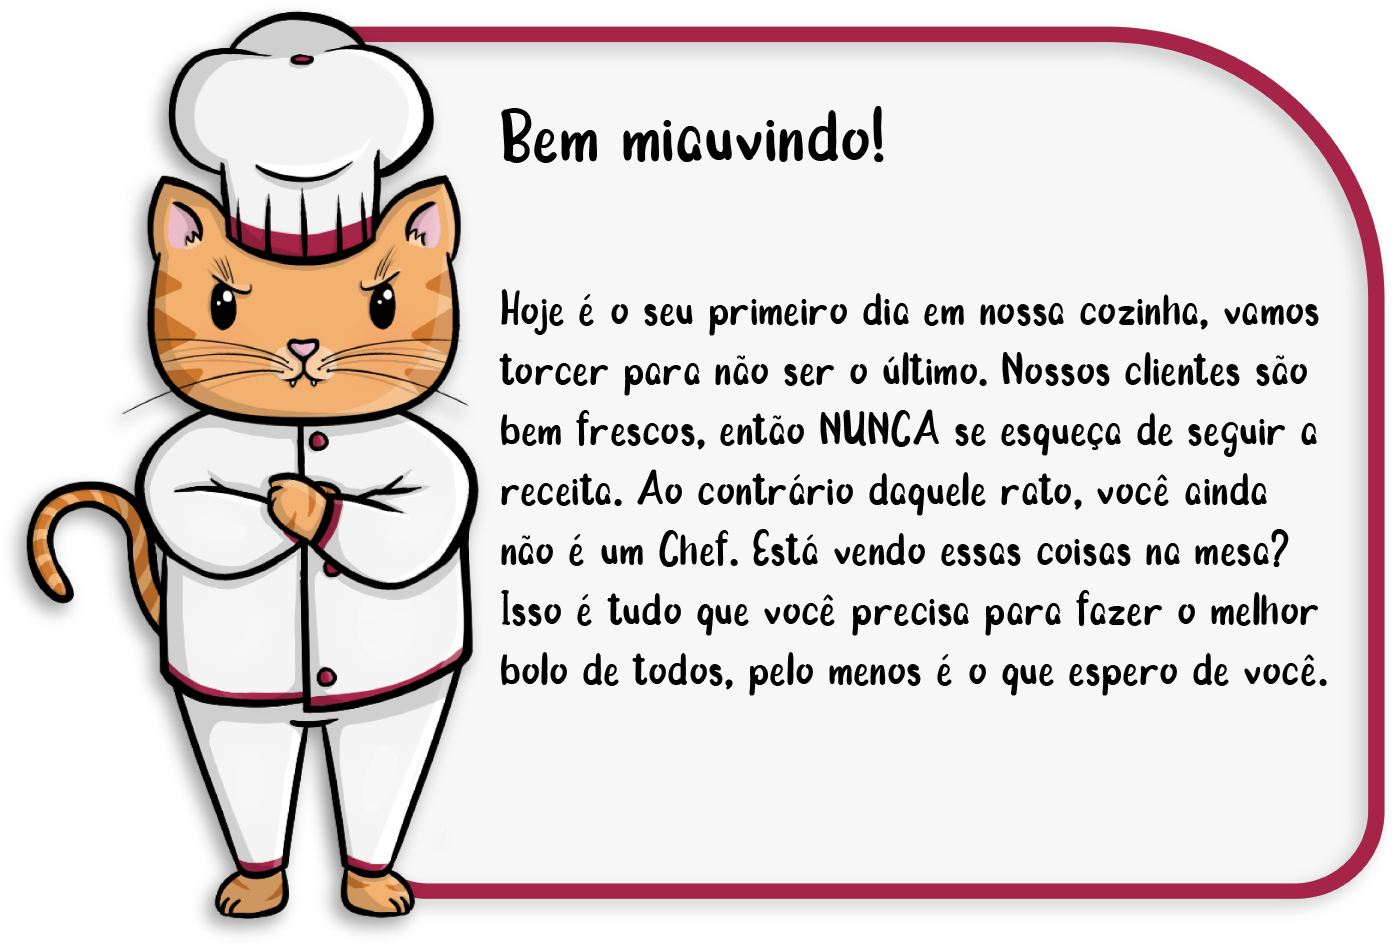 Bem miauvindo!
Hoje é o seu primeiro dia em nossa cozinha, vamos
torcer para não ser o último. Nossos clientes são
bem frescos, então NUNCA se esqueça de seguir a
receita. Ao contrário daquele rato, você ainda
não é um Chef. Está vendo essas coisas na mesa?
Isso é tudo que você precisa para fazer o melhor
bolo de todos, pelo menos é o que espero de você.